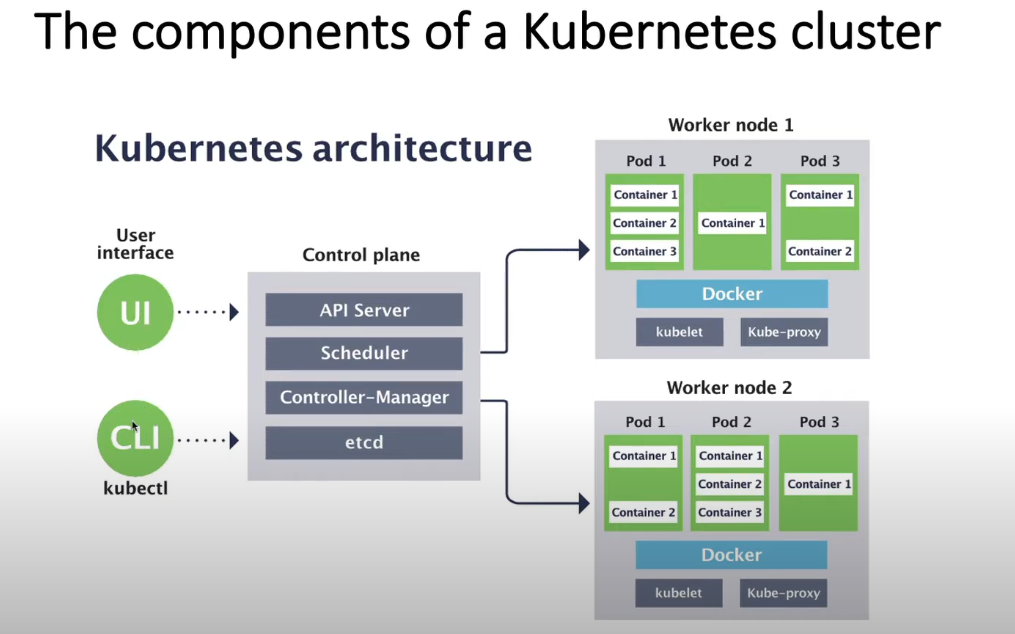 The components of a Kubernetes cluster
Kubernetes architecture
User
interface
UI
CLI
kubectl
Control plane
API Server
Scheduler
Controller-Manager
etcd
Worker node 1
Pod 1
Container 1
Container 2
Container 3
Pod 2
Container 1
Pod 3
Container 1
Container 2
Docker
kubelet
Kube-proxy
Worker node 2
Pod 1
Container 1
Container 2
Pod 2
Container 1
Container 2
Container 3
Pod 3
Container 1
Docker
kubelet
Kube-proxy